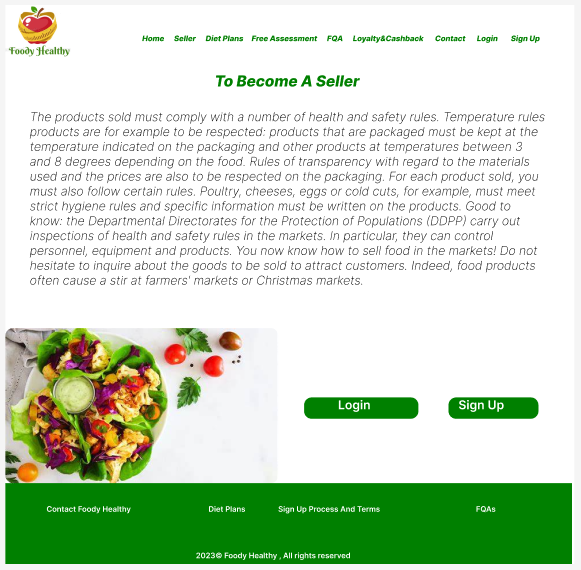 Foody Healthy
Home Seller Diet Plans Free Assessment FQA Loyalty&Cashback Contact Login Sign Up
To Become A Seller
The products sold must comply with a number of health and safety rules. Temperature rules
products are for example to be respected: products that are packaged must be kept at the
temperature indicated on the packaging and other products at temperatures between 3
and 8 degrees depending on the food. Rules of transparency with regard to the materials
used and the prices are also to be respected on the packaging. For each product sold, you
must also follow certain rules. Poultry, cheeses, eggs or cold cuts, for example, must meet
strict hygiene rules and specific information must be written on the products. Good to
know: the Departmental Directorates for the Protection of Populations (DDPP) carry out
inspections of health and safety rules in the markets. In particular, they can control
personnel, equipment and products. You now know how to sell food in the markets! Do not
hesitate to inquire about the goods to be sold to attract customers. Indeed, food products
often cause a stir at farmers' markets or Christmas markets.
Login Sign Up
Contact Foody Healthy Diet Plans Sign Up Process And Terms FAQs
2023© Foody Healthy , All rights reserved